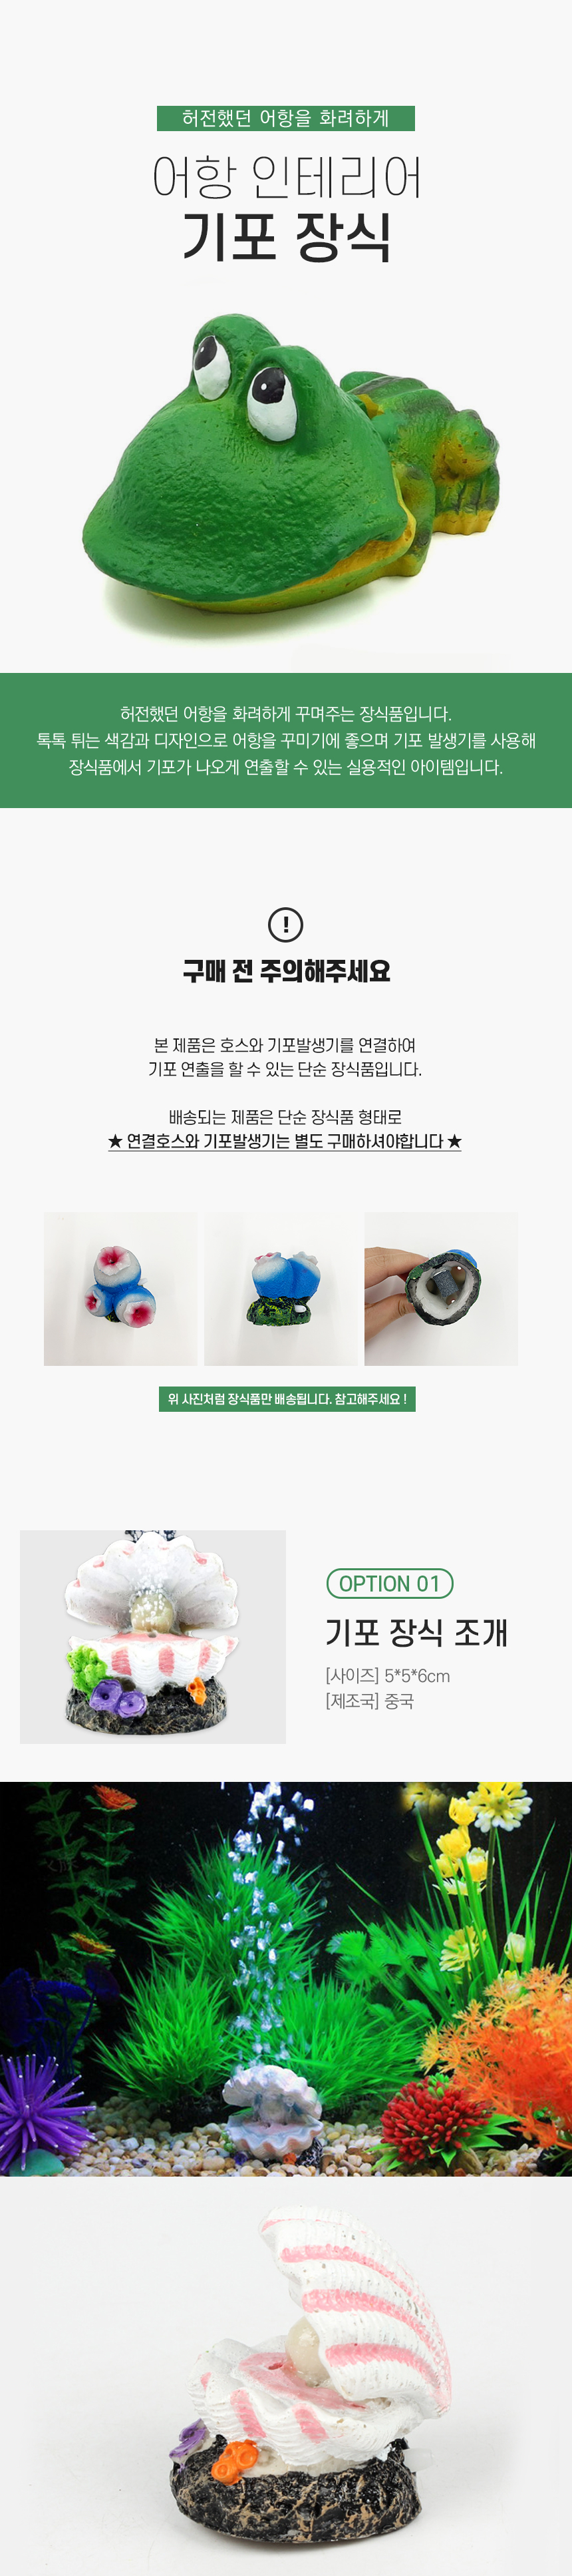 허전했던 어항을 화려하게
어항 인테리어
기포 장식
허전했던 어항을 화려하게 꾸며주는 장식품입니다.
톡톡 튀는 색감과 디자인으로 어항을 꾸미기에 좋으며 기포 발생기를 사용해
장식품에서 기포가 나오게 연출할 수 있는 실용적인 아이템입니다.
!
구매 전 주의해주세요
본 제품은 호스와 기포발생기를 연결하여
기포 연출을 할 수 있는 단순 장식품입니다.
배송되는 제품은 단순 장식품 형태로
★ 연결호스와 기포발생기는 별도 구매하셔야합니다 ★
위 사진처럼 장식품만 배송됩니다. 참고해주세요 !
OPTION 01
기포 장식 조개
[사이즈] 5*5*6cm
[제조국] 중국